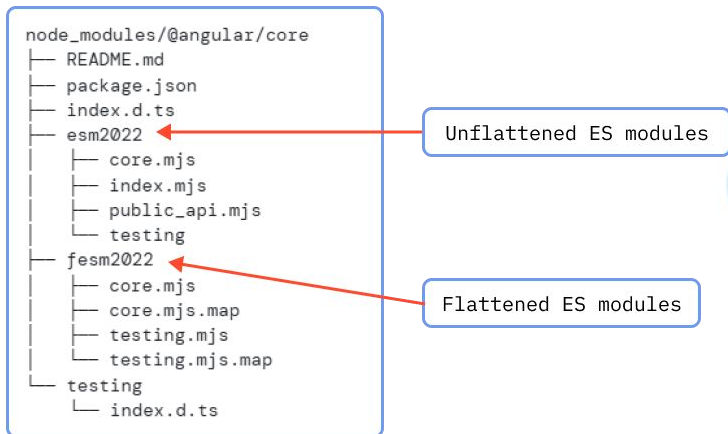 node_modules/@angular/core
├── README.md
├── package.json
├── index.d.ts
├── esm2022
│   ├── core.mjs
│   ├── index.mjs
│   ├── public_api.mjs
│   └── testing
├── fesm2022
│   ├── core.mjs
│   ├── core.mjs.map
│   ├── testing.mjs
│   └── testing.mjs.map
└── testing
    └── index.d.ts
Unflattened ES modules
Flattened ES modules